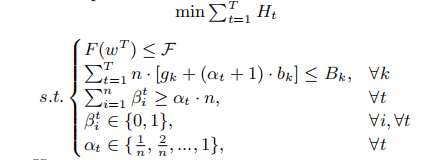 min ∑_{t=1}^{T} H_t
s.t. { F(w^T) ≤ 𝓕
∑_{t=1}^{T} n · [g_k + (α_t + 1) · b_k] ≤ B_k, ∀k
∑_{i=1}^{n} β_i^t ≥ α_t · n, ∀t
β_i^t ∈ {0, 1}, ∀i, ∀t
α_t ∈ {1/n, 2/n, ..., 1}, ∀t